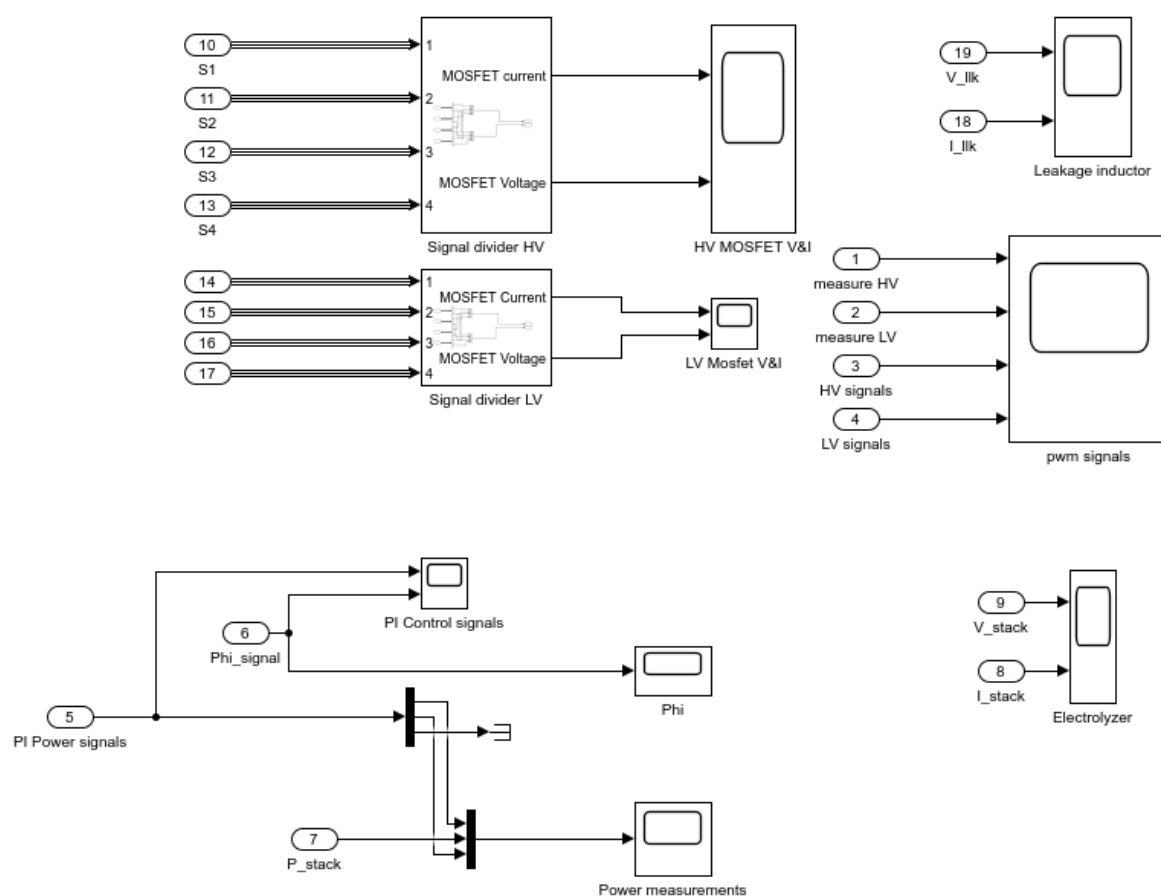 10
S1
11
S2
12
S3
13
S4
1
2
3
4
MOSFET current
MOSFET Voltage
Signal divider HV
HV MOSFET V&I
19
V_llk
18
I_llk
Leakage inductor
14
15
16
17
1
2
3
4
MOSFET Current
MOSFET Voltage
Signal divider LV
LV Mosfet V&I
1
measure HV
2
measure LV
3
HV signals
4
LV signals
pwm signals
PI Control signals
6
Phi_signal
Phi
5
PI Power signals
7
P_stack
Power measurements
9
V_stack
8
I_stack
Electrolyzer